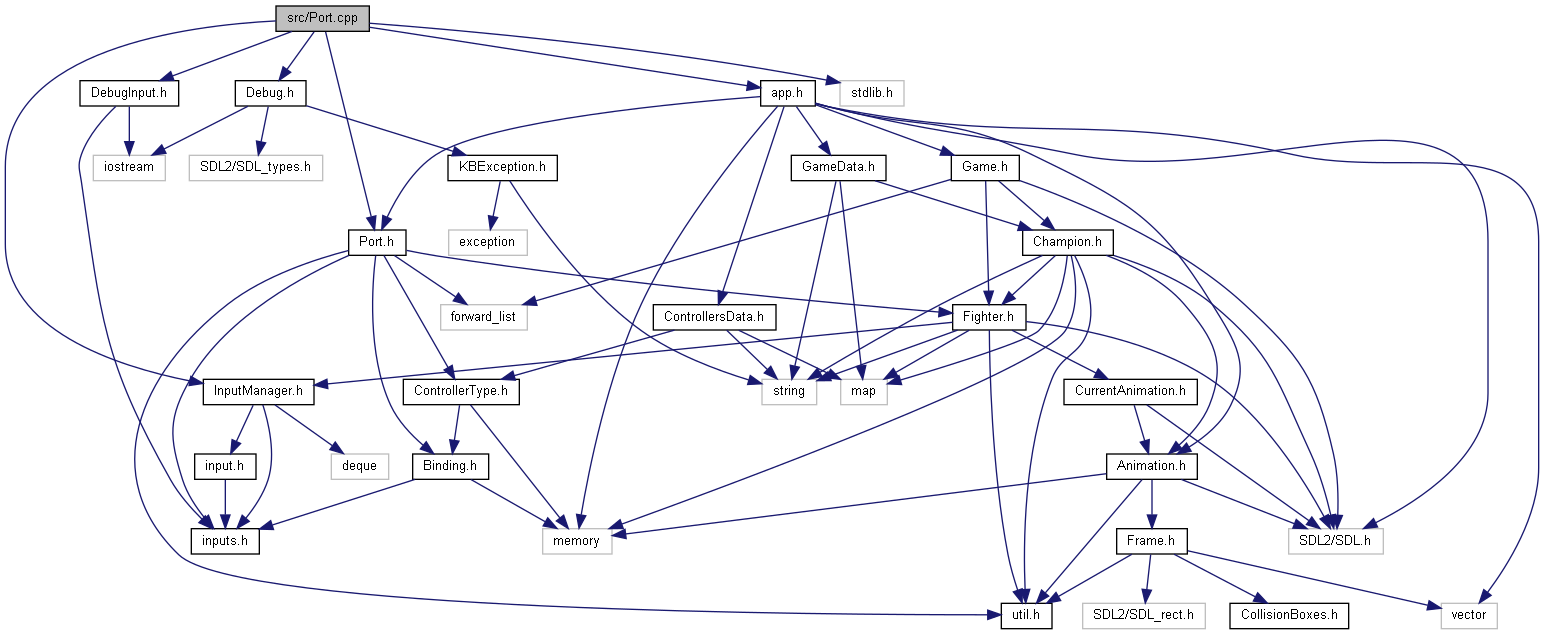 src/Port.cpp
DebugInput.h
Debug.h
app.h
stdlib.h
iostream
SDL2/SDL_types.h
KBException.h
GameData.h
Game.h
Port.h
exception
Champion.h
forward_list
ControllersData.h
Fighter.h
InputManager.h
ControllerType.h
string
map
CurrentAnimation.h
input.h
deque
Binding.h
Animation.h
inputs.h
memory
Frame.h
SDL2/SDL.h
util.h
SDL2/SDL_rect.h
CollisionBoxes.h
vector